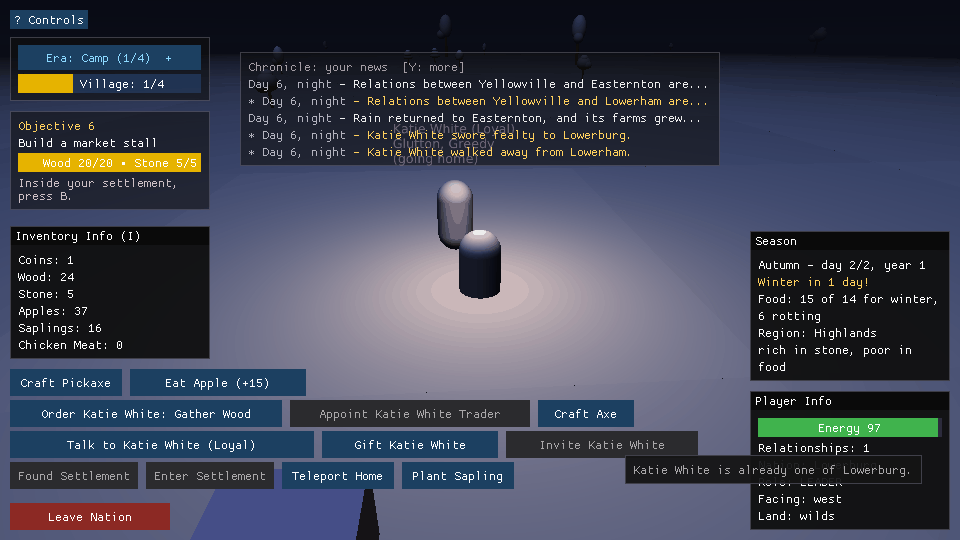 ? Controls
Era: Camp (1/4)  +
Village: 1/4
Objective 6
Build a market stall
Wood 20/20 • Stone 5/5
Inside your settlement,
press B.
Inventory Info (I)
Coins: 1
Wood: 24
Stone: 5
Apples: 37
Saplings: 16
Chicken Meat: 0
Chronicle: your news  [Y: more]
Day 6, night – Relations between Yellowville and Easternton are...
* Day 6, night – Relations between Yellowville and Lowerham are...
Day 6, night – Rain returned to Easternton, and its farms grew...
* Day 6, night – Katie White swore fealty to Lowerburg.
* Day 6, night – Katie White walked away from Lowerham.
Katie White (Loyal)
Glutton, Greedy
(going home)
Season
Autumn – day 2/2, year 1
Winter in 1 day!
Food: 15 of 14 for winter,
6 rotting
Region: Highlands
rich in stone, poor in
food
Player Info
Energy 97
Relationships: 1
Katie White is already one of Lowerburg.
Facing: west
Land: wilds
Craft Pickaxe
Eat Apple (+15)
Order Katie White: Gather Wood
Appoint Katie White Trader
Craft Axe
Talk to Katie White (Loyal)
Gift Katie White
Invite Katie White
Found Settlement
Enter Settlement
Teleport Home
Plant Sapling
Leave Nation